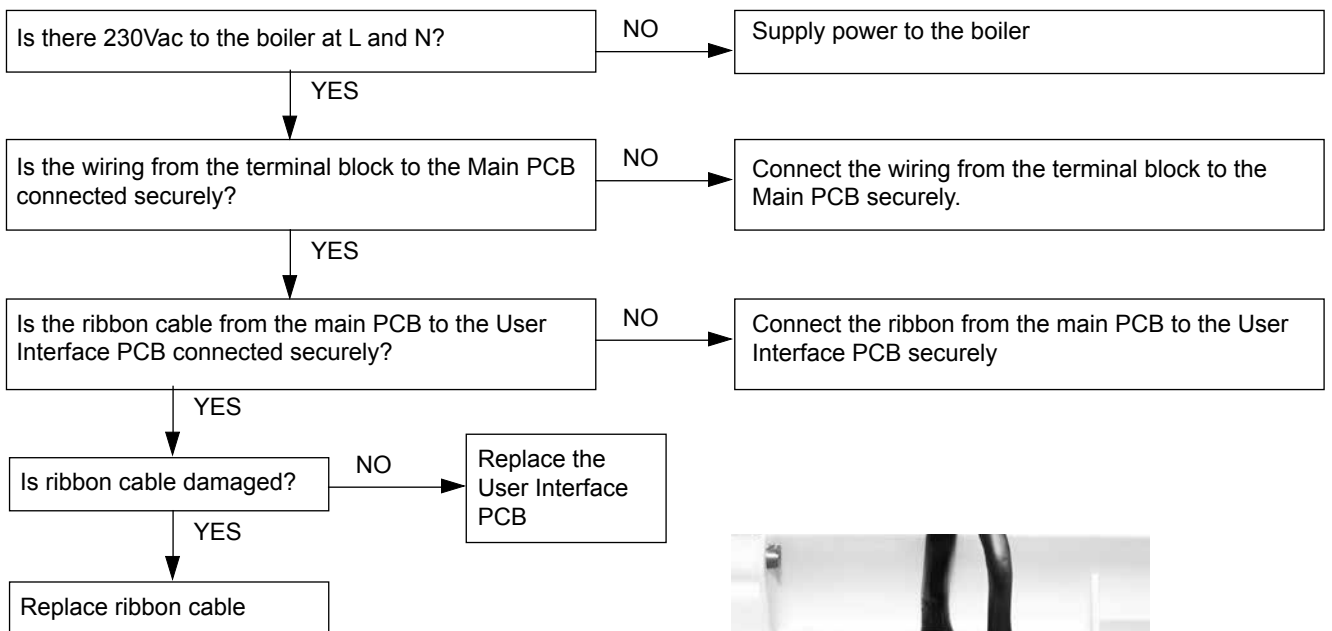 Is there 230Vac to the boiler at L and N?
NO
Supply power to the boiler
YES
Is the wiring from the terminal block to the Main PCB
connected securely?
NO
Connect the wiring from the terminal block to the
Main PCB securely.
YES
Is the ribbon cable from the main PCB to the User
Interface PCB connected securely?
NO
Connect the ribbon from the main PCB to the User
Interface PCB securely
YES
Is ribbon cable damaged?
NO
Replace the
User Interface
PCB
YES
Replace ribbon cable